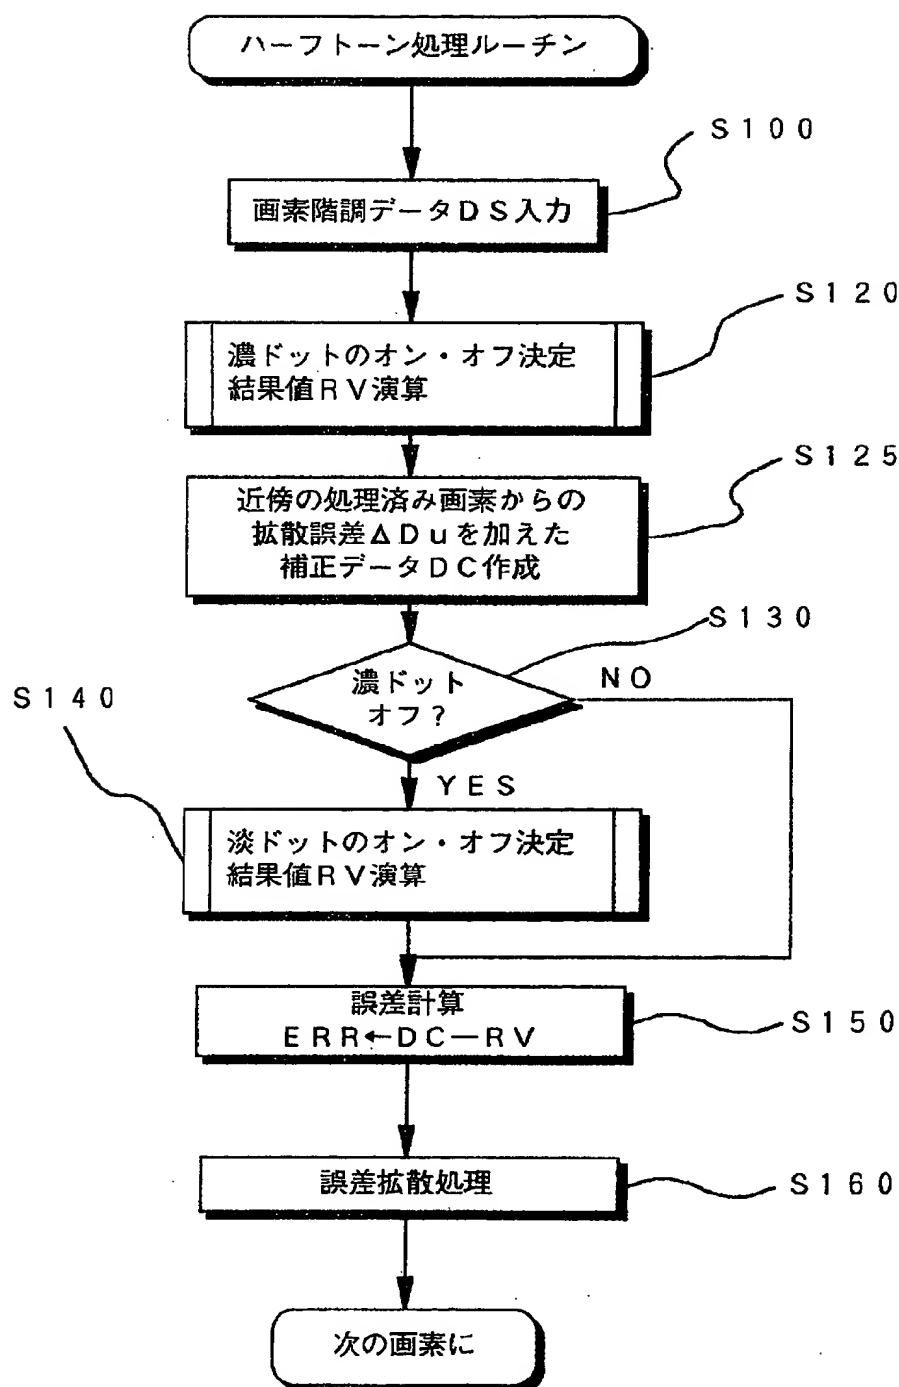 ハーフトーン処理ルーチン
S100
画素階調データDS入力
S120
濃ドットのオン・オフ決定
結果値RV演算
S125
近傍の処理済み画素からの
拡散誤差ΔDuを加えた
補正データDC作成
S130
濃ドット
オフ?
NO
S140
YES
淡ドットのオン・オフ決定
結果値RV演算
誤差計算
ERR←DC―RV
S150
誤差拡散処理
S160
次の画素に